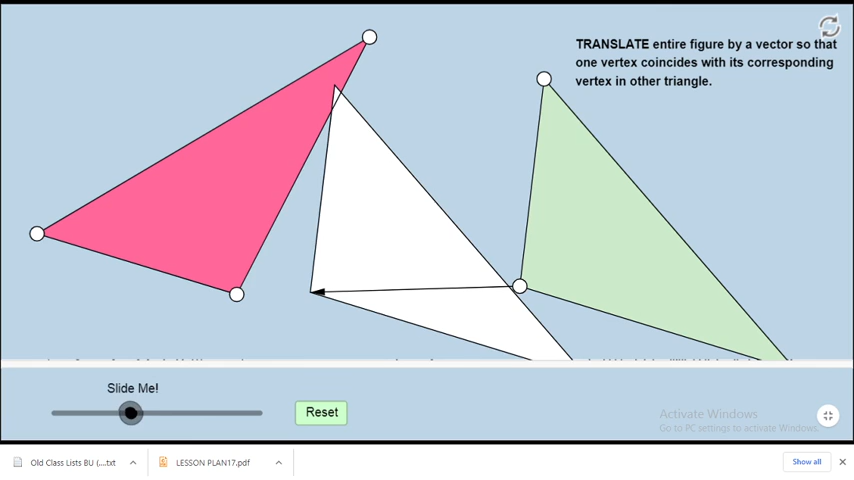 TRANSLATE entire figure by a vector so that
one vertex coincides with its corresponding
vertex in other triangle.
Slide Me!
Reset
Activate Windows
Go to PC settings to activate Windows.
Old Class Lists BU (....txt
LESSON PLAN17.pdf
Show all